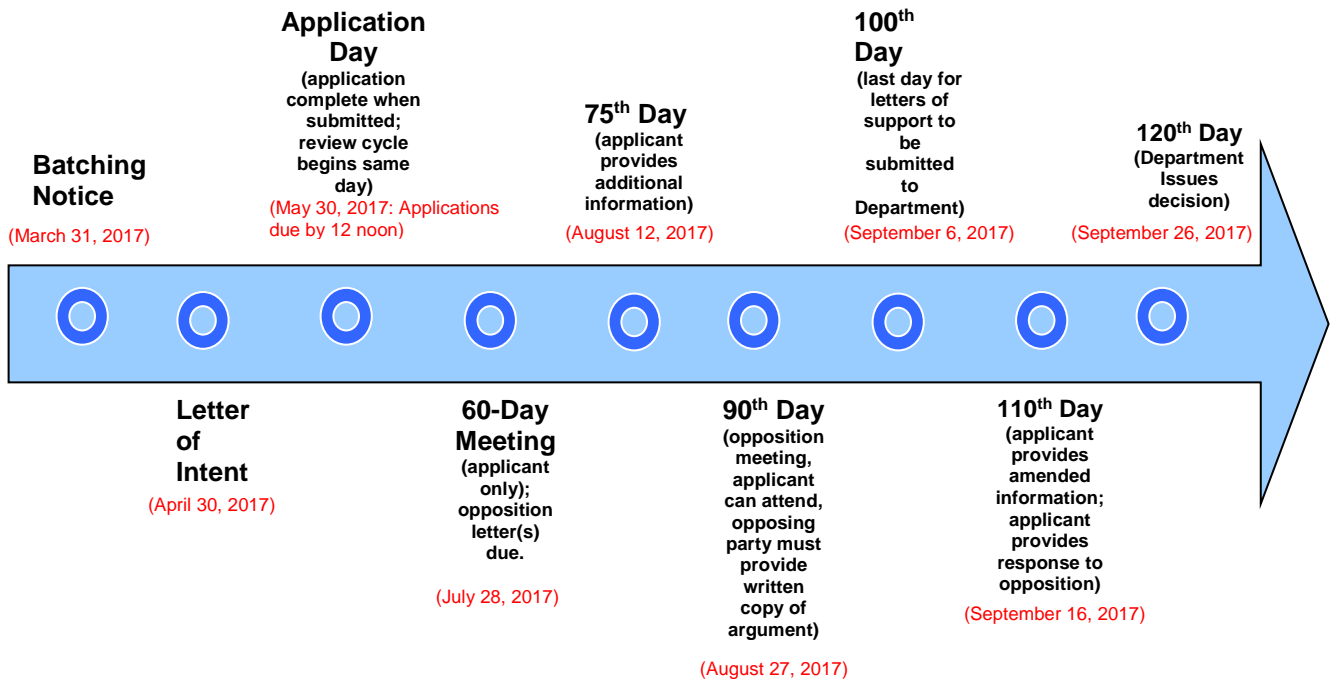 Batching
Notice
(March 31, 2017)
Letter
of
Intent
(April 30, 2017)
Application
Day
(application
complete when
submitted;
review cycle
begins same
day)
(May 30, 2017: Applications
due by 12 noon)
60-Day
Meeting
(applicant
only);
opposition
letter(s)
due.
(July 28, 2017)
75th Day
(applicant
provides
additional
information)
(August 12, 2017)
90th Day
(opposition
meeting,
applicant
can attend,
opposing
party must
provide
written
copy of
argument)
(August 27, 2017)
100th
Day
(last day for
letters of
support to
be
submitted
to
Department)
(September 6, 2017)
110th Day
(applicant
provides
amended
information;
applicant
provides
response to
opposition)
(September 16, 2017)
120th Day
(Department
Issues
decision)
(September 26, 2017)